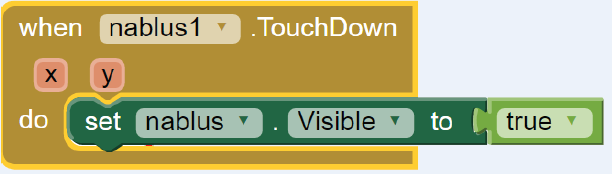 when nablus1 .TouchDown
x y
do set nablus . Visible to true